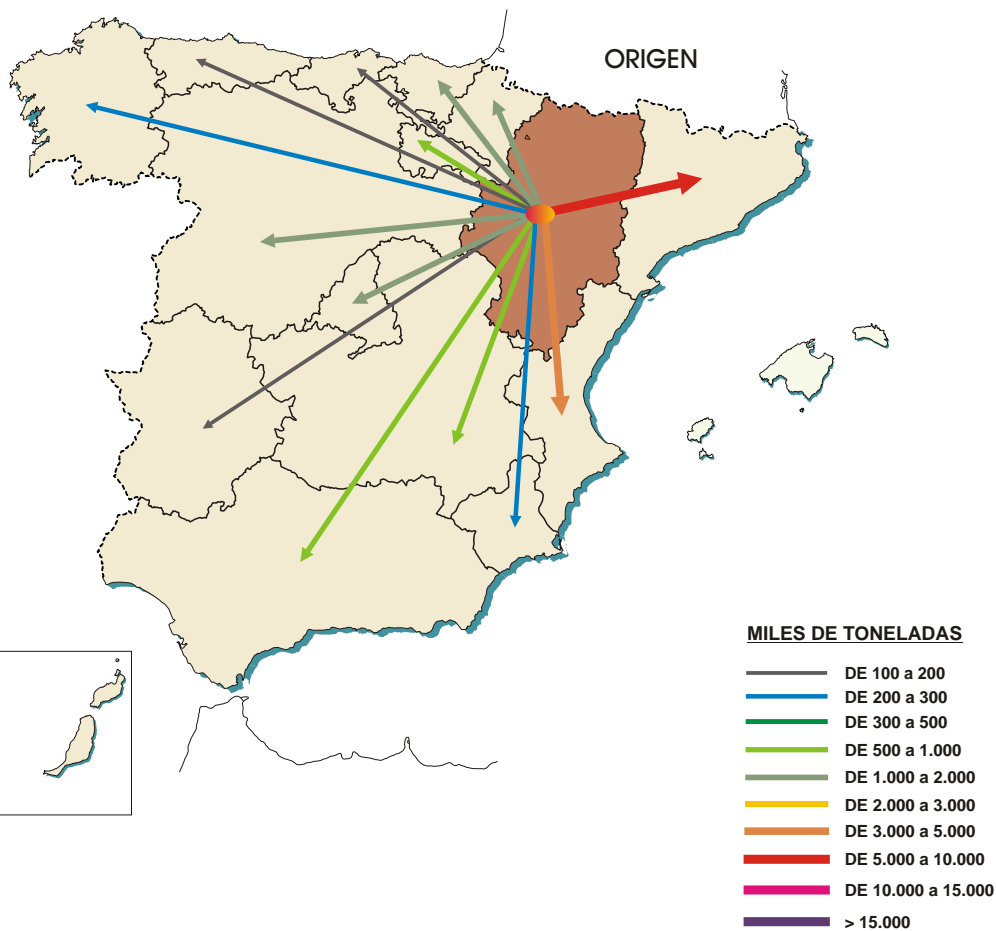 ORIGEN
MILES DE TONELADAS
DE 100 a 200
DE 200 a 300
DE 300 a 500
DE 500 a 1.000
DE 1.000 a 2.000
DE 2.000 a 3.000
DE 3.000 a 5.000
DE 5.000 a 10.000
DE 10.000 a 15.000
> 15.000